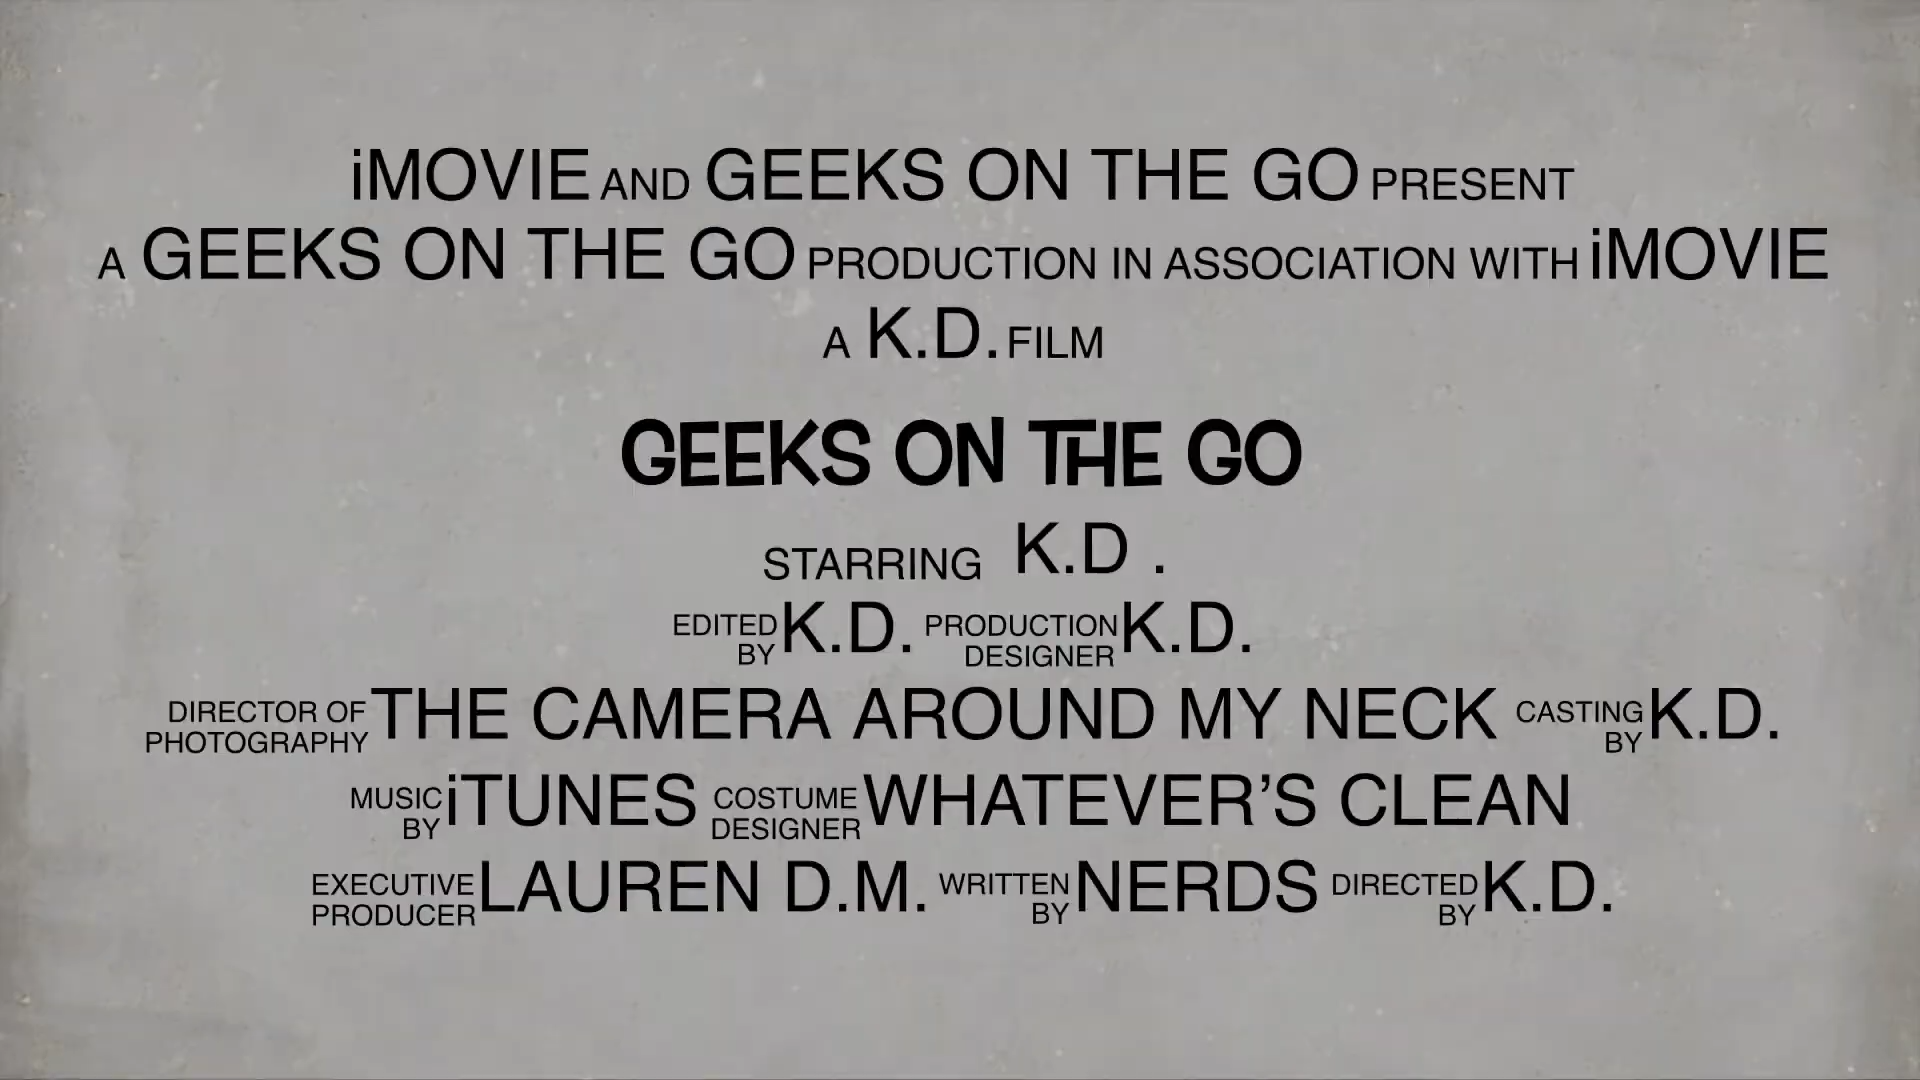 iMOVIE AND GEEKS ON THE GO PRESENT
A GEEKS ON THE GO PRODUCTION IN ASSOCIATION WITH iMOVIE
A K.D. FILM
GEEKS ON THE GO
STARRING K.D .
EDITED BY K.D. PRODUCTION DESIGNER K.D.
DIRECTOR OF PHOTOGRAPHY THE CAMERA AROUND MY NECK CASTING BY K.D.
MUSIC BY iTUNES COSTUME DESIGNER WHATEVER’S CLEAN
EXECUTIVE PRODUCER LAUREN D.M. WRITTEN BY NERDS DIRECTED BY K.D.